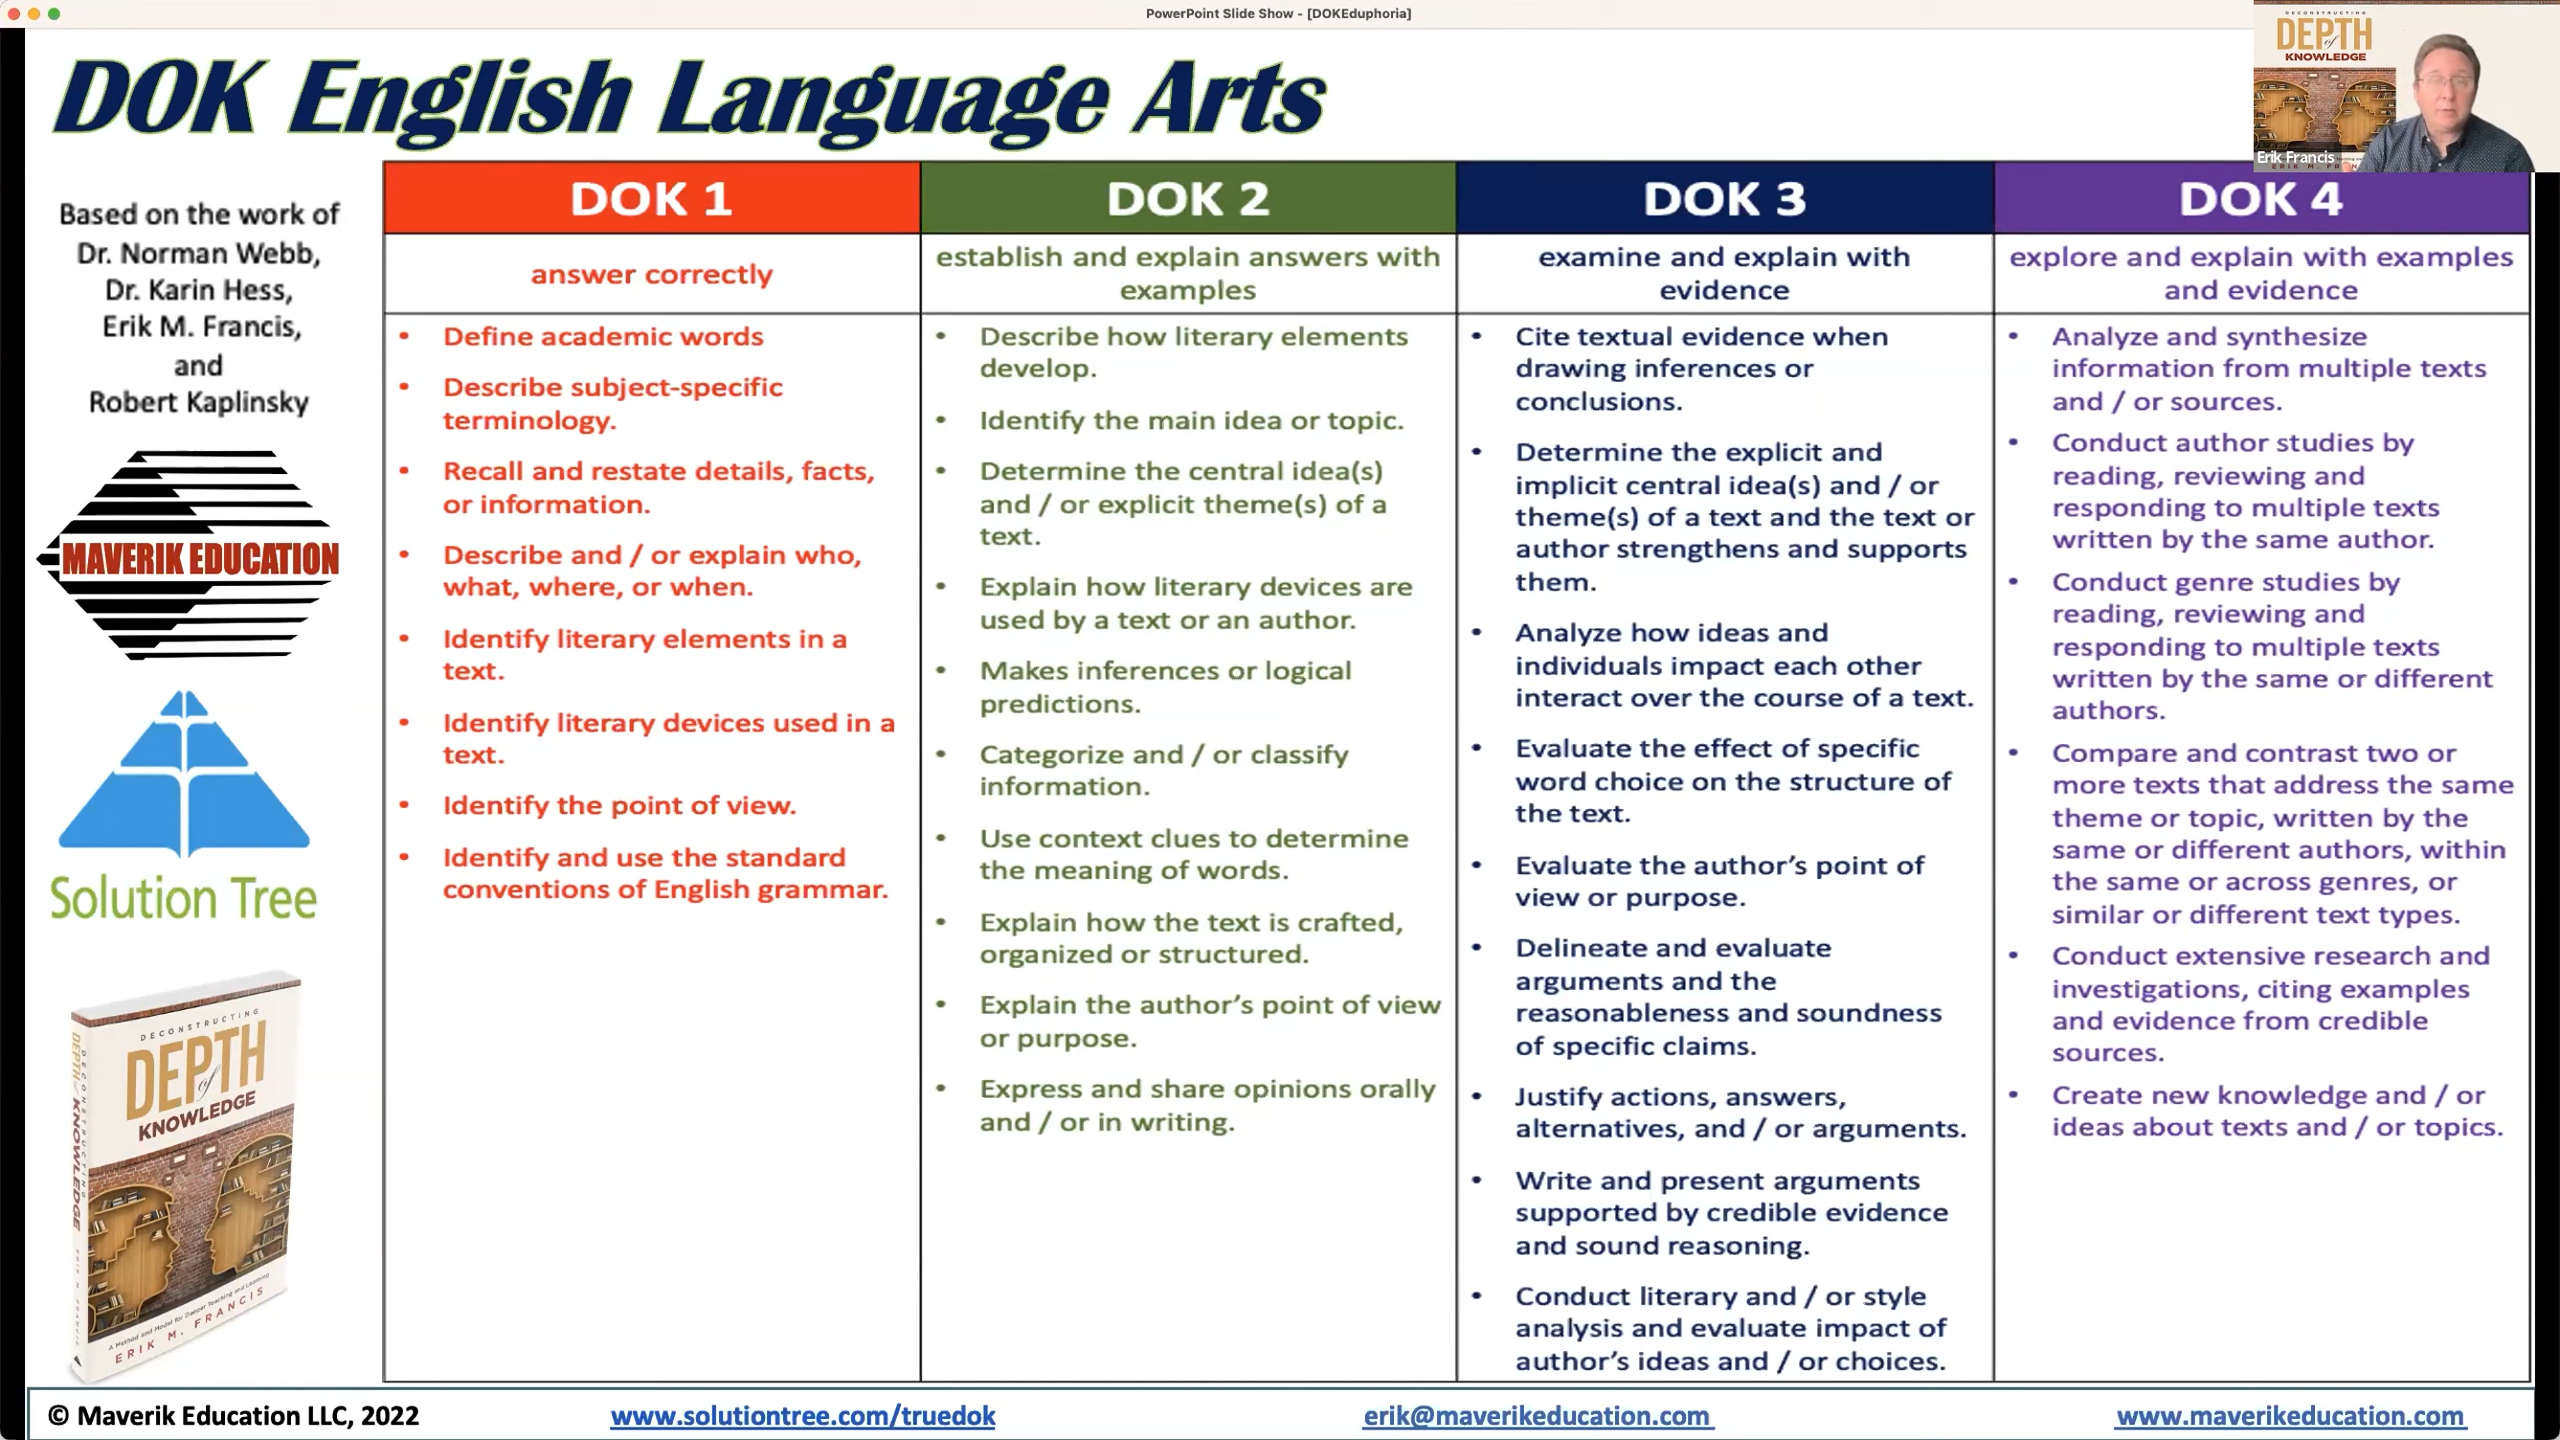 PowerPoint Slide Show - [DOKEduphoria]
DOK English Language Arts
DECONSTRUCTING
DEPTH
of
KNOWLEDGE
Erik Francis
Based on the work of
Dr. Norman Webb,
Dr. Karin Hess,
Erik M. Francis,
and
Robert Kaplinsky
MAVERIK EDUCATION
Solution Tree
DECONSTRUCTING
DEPTH
of
KNOWLEDGE
A Method and Model for Deeper Teaching and Learning
ERIK M. FRANCIS
DECONSTRUCTING
DEPTH of KNOWLEDGE
ERIK M. FRANCIS
DOK 1
answer correctly
• Define academic words
• Describe subject-specific
terminology.
• Recall and restate details, facts,
or information.
• Describe and / or explain who,
what, where, or when.
• Identify literary elements in a
text.
• Identify literary devices used in a
text.
• Identify the point of view.
• Identify and use the standard
conventions of English grammar.
DOK 2
establish and explain answers with
examples
• Describe how literary elements
develop.
• Identify the main idea or topic.
• Determine the central idea(s)
and / or explicit theme(s) of a
text.
• Explain how literary devices are
used by a text or an author.
• Makes inferences or logical
predictions.
• Categorize and / or classify
information.
• Use context clues to determine
the meaning of words.
• Explain how the text is crafted,
organized or structured.
• Explain the author's point of view
or purpose.
• Express and share opinions orally
and / or in writing.
DOK 3
examine and explain with
evidence
• Cite textual evidence when
drawing inferences or
conclusions.
• Determine the explicit and
implicit central idea(s) and / or
theme(s) of a text and the text or
author strengthens and supports
them.
• Analyze how ideas and
individuals impact each other
interact over the course of a text.
• Evaluate the effect of specific
word choice on the structure of
the text.
• Evaluate the author's point of
view or purpose.
• Delineate and evaluate
arguments and the
reasonableness and soundness
of specific claims.
• Justify actions, answers,
alternatives, and / or arguments.
• Write and present arguments
supported by credible evidence
and sound reasoning.
• Conduct literary and / or style
analysis and evaluate impact of
author's ideas and / or choices.
DOK 4
explore and explain with examples
and evidence
• Analyze and synthesize
information from multiple texts
and / or sources.
• Conduct author studies by
reading, reviewing and
responding to multiple texts
written by the same author.
• Conduct genre studies by
reading, reviewing and
responding to multiple texts
written by the same or different
authors.
• Compare and contrast two or
more texts that address the same
theme or topic, written by the
same or different authors, within
the same or across genres, or
similar or different text types.
• Conduct extensive research and
investigations, citing examples
and evidence from credible
sources.
• Create new knowledge and / or
ideas about texts and / or topics.
© Maverik Education LLC, 2022
www.solutiontree.com/truedok
erik@maverikeducation.com
www.maverikeducation.com